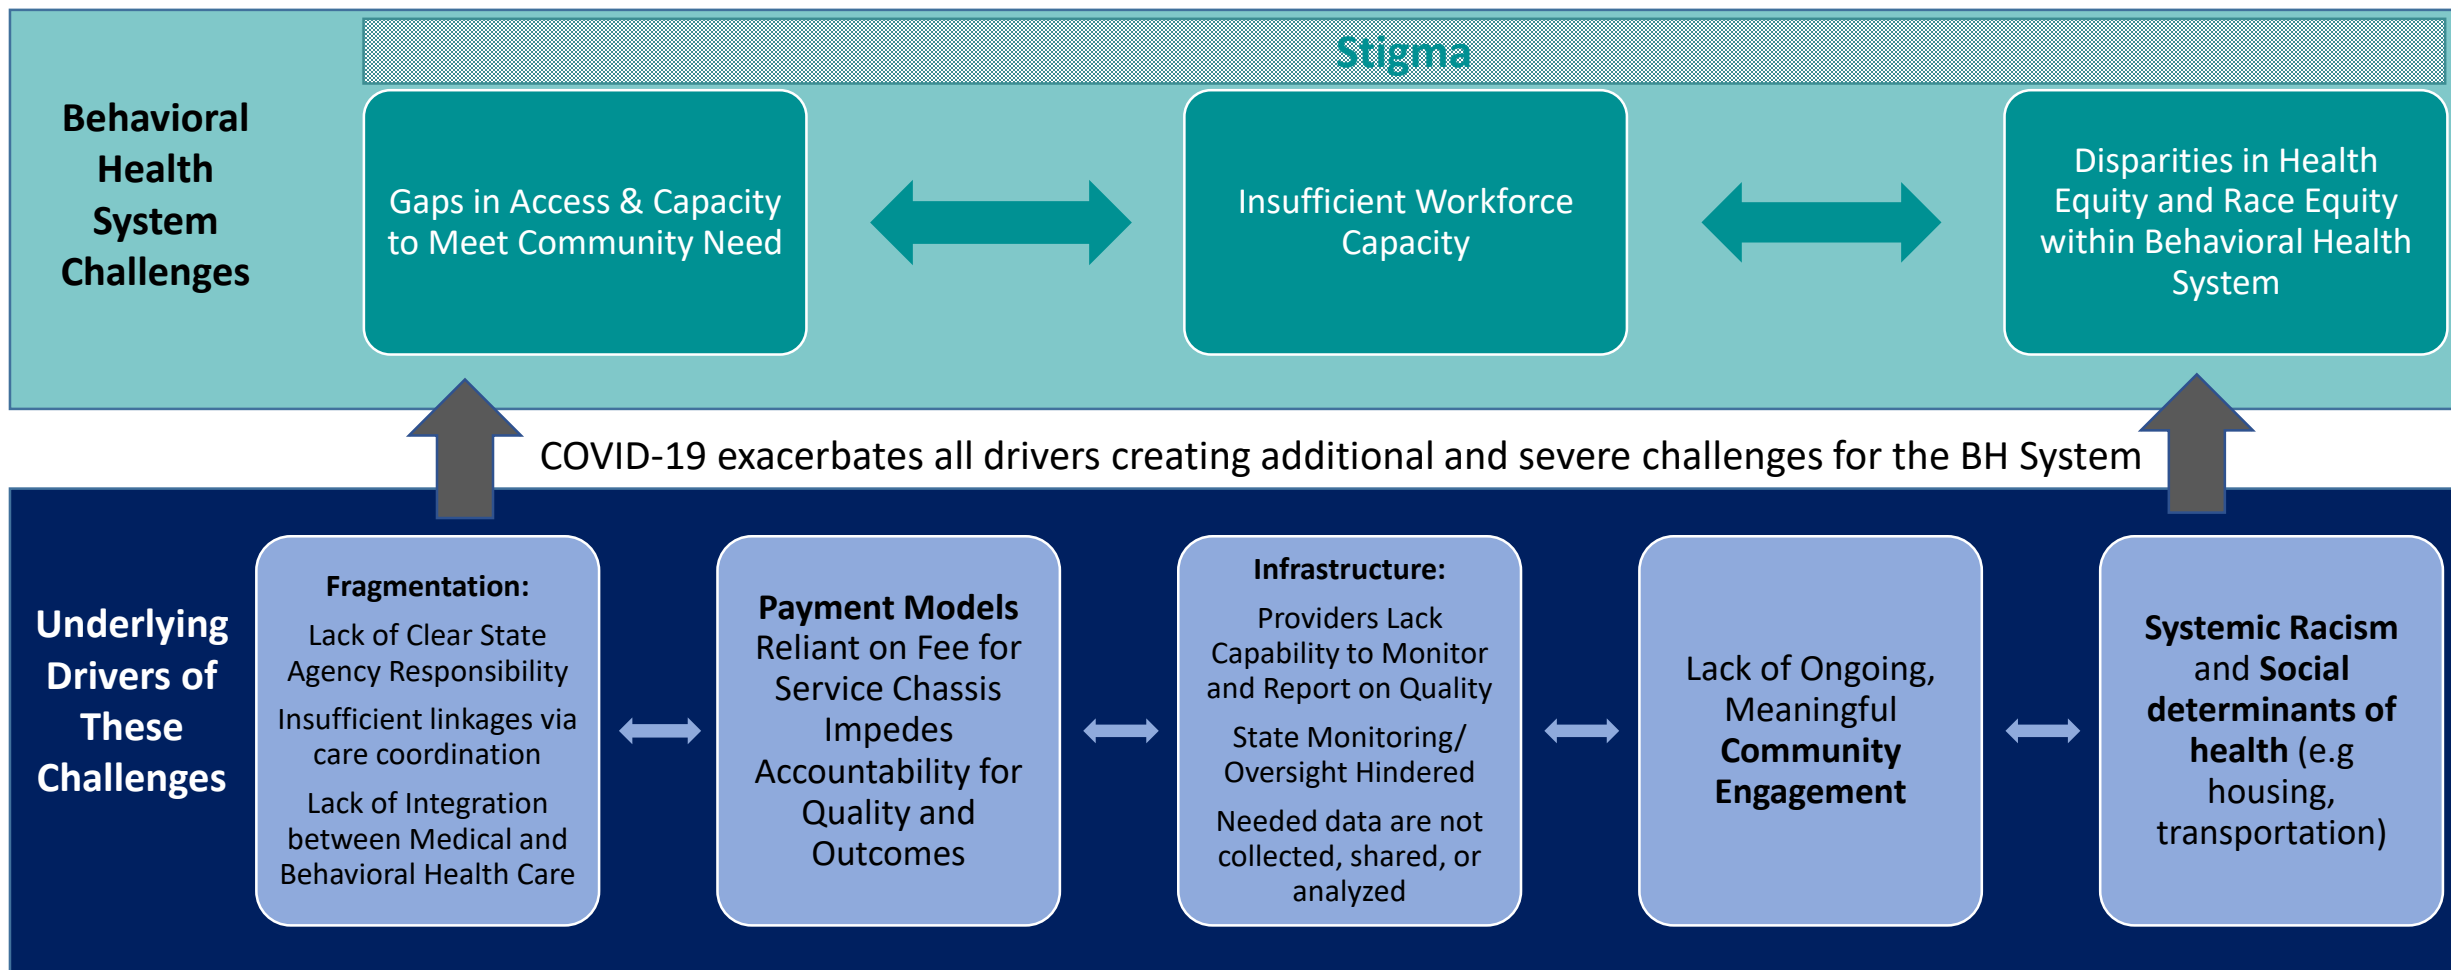 Stigma
Behavioral
Health
System
Challenges
Gaps in Access & Capacity
to Meet Community Need
Insufficient Workforce
Capacity
Disparities in Health
Equity and Race Equity
within Behavioral Health
System
COVID-19 exacerbates all drivers creating additional and severe challenges for the BH System
Underlying
Drivers of
These
Challenges
Fragmentation:
Lack of Clear State
Agency Responsibility
Insufficient linkages via
care coordination
Lack of Integration
between Medical and
Behavioral Health Care
Payment Models
Reliant on Fee for
Service Chassis
Impedes
Accountability for
Quality and
Outcomes
Infrastructure:
Providers Lack
Capability to Monitor
and Report on Quality
State Monitoring/
Oversight Hindered
Needed data are not
collected, shared, or
analyzed
Lack of Ongoing,
Meaningful
Community
Engagement
Systemic Racism
and Social
determinants of
health (e.g
housing,
transportation)